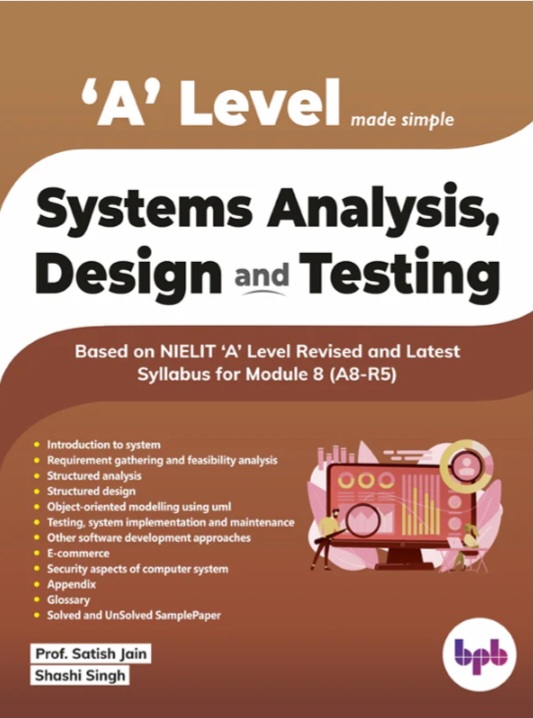 ‘A’ Level made simple
Systems Analysis,
Design and Testing
Based on NIELIT ‘A’ Level Revised and Latest
Syllabus for Module 8 (A8-R5)
Introduction to system
Requirement gathering and feasibility analysis
Structured analysis
Structured design
Object-oriented modelling using uml
Testing, system implementation and maintenance
Other software development approaches
E-commerce
Security aspects of computer system
Appendix
Glossary
Solved and UnSolved SamplePaper
Prof. Satish Jain
Shashi Singh
bpb